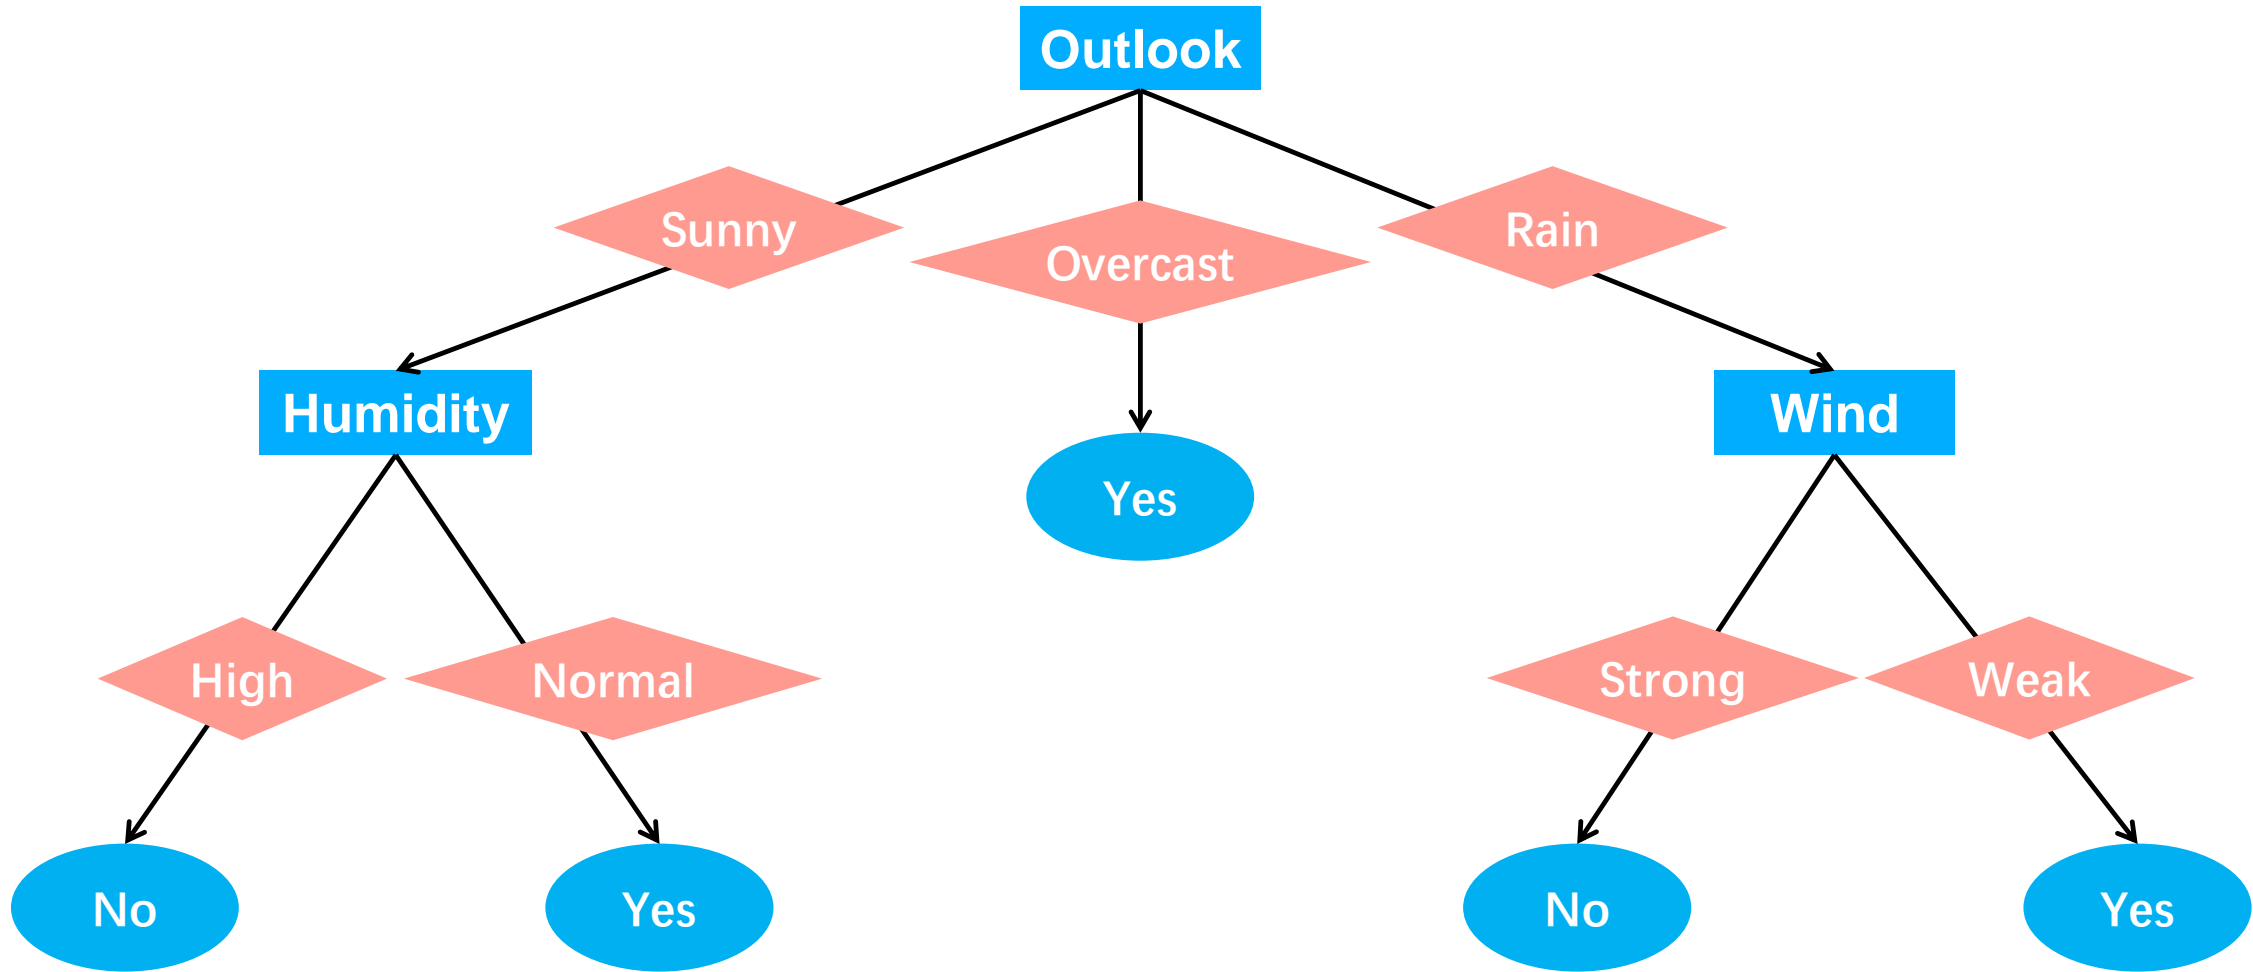 Outlook
Sunny
Overcast
Rain
Humidity
Wind
Yes
High
Normal
Strong
Weak
No
Yes
No
Yes